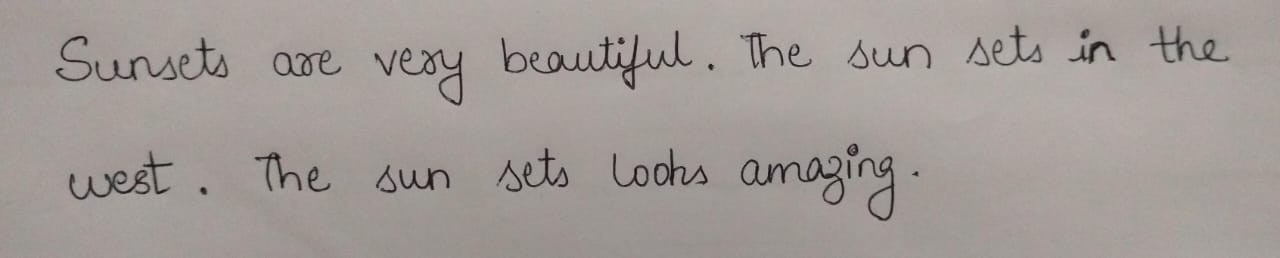 Sunsets are very beautiful. The sun sets in the
west. The sun sets looks amazing.